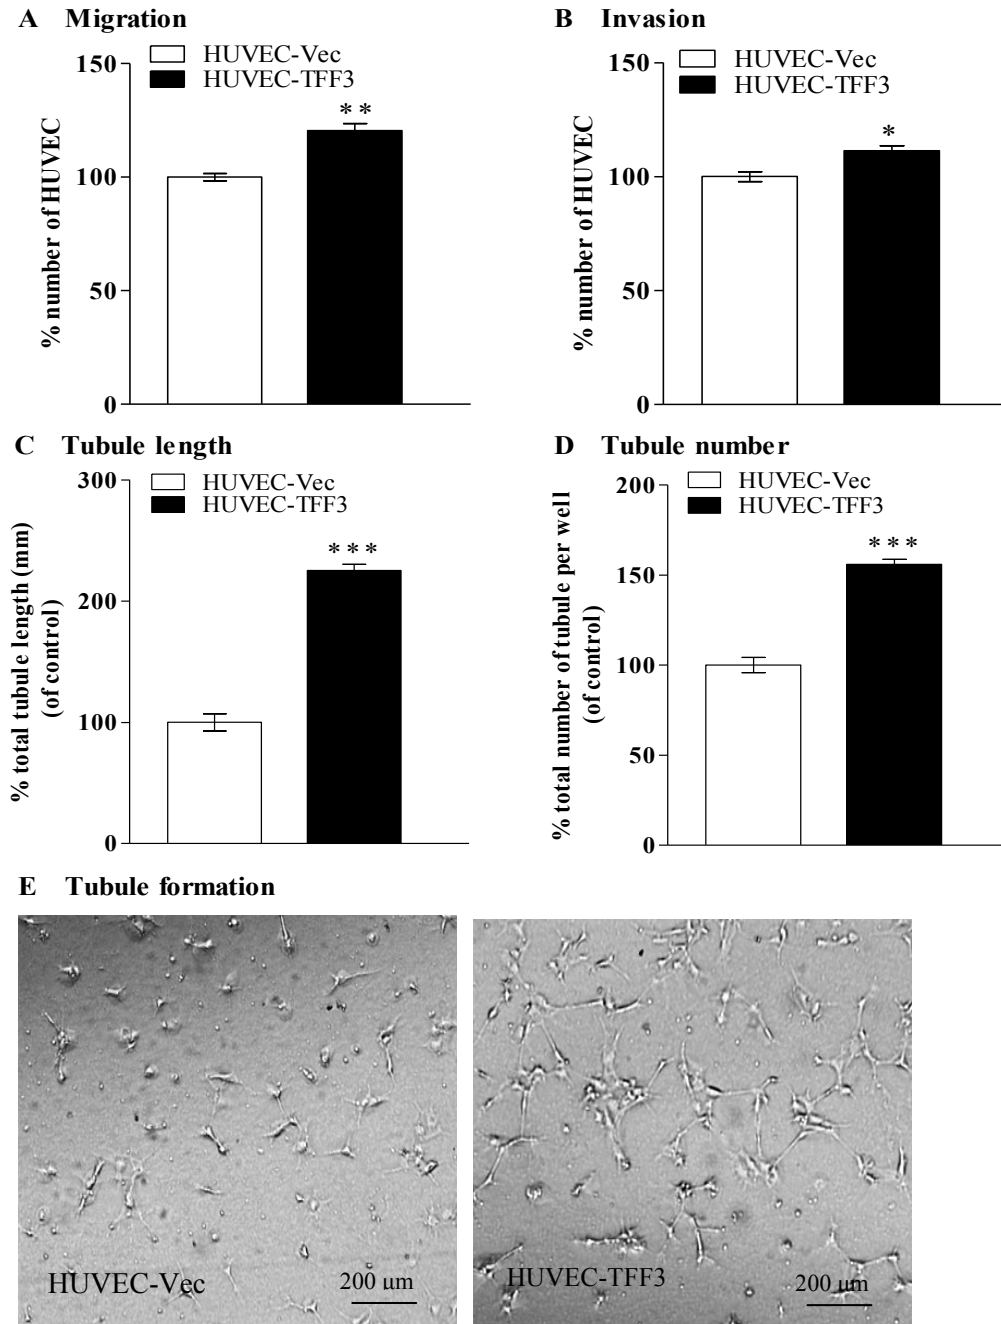 A Migration
HUVEC-Vec
HUVEC-TFF3
% number of HUVEC
150
100
50
0
**
B Invasion
HUVEC-Vec
HUVEC-TFF3
% number of HUVEC
150
100
50
0
*
C Tubule length
HUVEC-Vec
HUVEC-TFF3
% total tubule length (mm)
(of control)
300
200
100
0
***
D Tubule number
HUVEC-Vec
HUVEC-TFF3
% total number of tubule per well
(of control)
200
150
100
50
0
***
E Tubule formation
HUVEC-Vec
200 µm
HUVEC-TFF3
200 µm